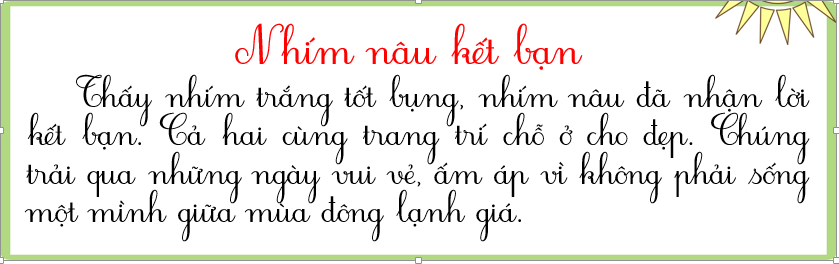 Nhím nâu kết bạn
Thấy nhím trắng tốt bụng, nhím nâu đã nhận lời
kết bạn. Cả hai cùng trang trí chỗ ở cho đẹp. Chúng
trải qua những ngày vui vẻ, ấm áp vì không phải sống
một mình giữa mùa đông lạnh giá.